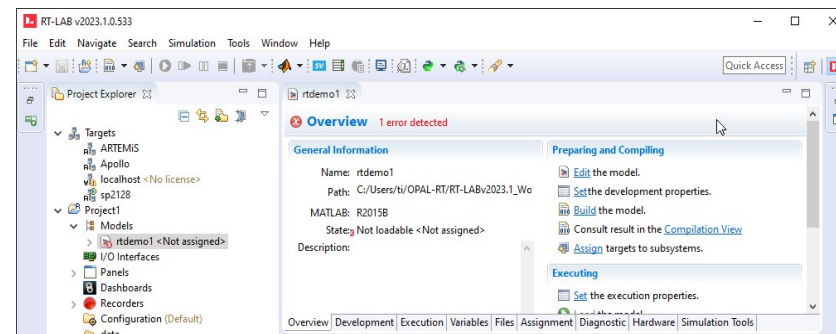 RT-LAB v2023.1.0.533
File Edit Navigate Search Simulation Tools Window Help
Quick Access
Project Explorer
Targets
ARTEMiS
Apollo
localhost <No license>
sp2128
Project1
Models
rtdemo1 <Not assigned>
I/O Interfaces
Panels
Dashboards
Recorders
Configuration (Default)
rtdemo1
Overview 1 error detected
General Information
Name: rtdemo1
Path: C:/Users/ti/OPAL-RT/RT-LABv2023.1_Wo
MATLAB: R2015B
State: Not loadable <Not assigned>
Description:
Preparing and Compiling
Edit the model.
Set the development properties.
Build the model.
Consult result in the Compilation View
Assign targets to subsystems.
Executing
Set the execution properties.
Overview Development Execution Variables Files Assignment Diagnostic Hardware Simulation Tools